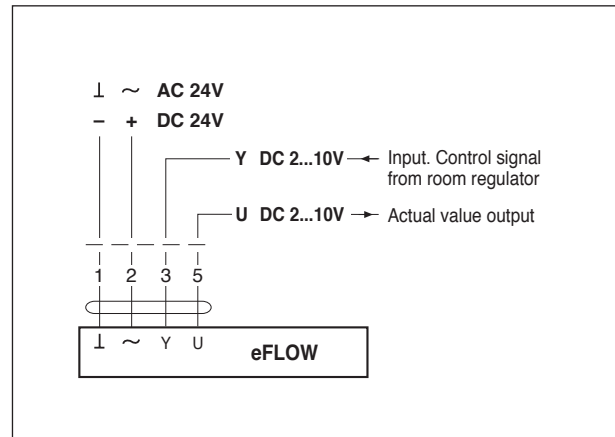 ⊥ ~ AC 24V
– + DC 24V
Y DC 2...10V Input. Control signal
from room regulator
U DC 2...10V Actual value output
1 2 3 5
⊥ ~ Y U eFLOW